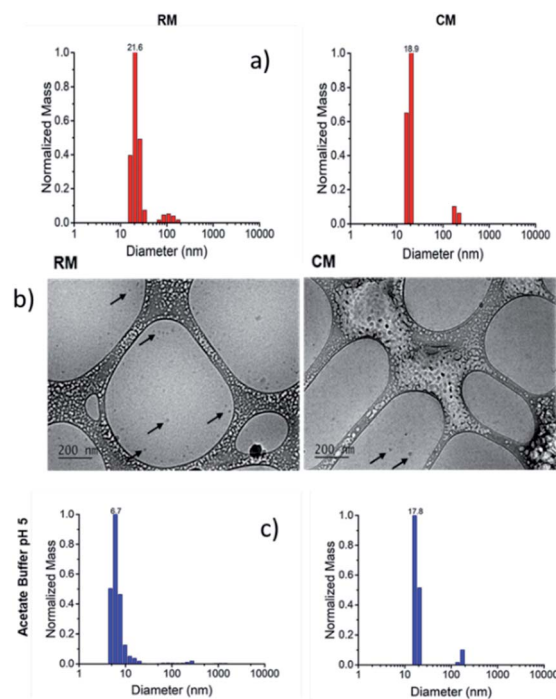 RM CM
21.6
a)
18.9
Normalized Mass
1.0
0.8
0.6
0.4
0.2
0.0
1 10 100 1000 10000
Diameter (nm)
Normalized Mass
1.0
0.8
0.6
0.4
0.2
0.0
1 10 100 1000 10000
Diameter (nm)
RM CM
b)
200 nm
200 nm
Acetate Buffer pH 5
6.7
c)
17.8
Normalized Mass
1.0
0.8
0.6
0.4
0.2
0.0
1 10 100 1000 10000
Diameter (nm)
Normalized Mass
1.0
0.8
0.6
0.4
0.2
0.0
1 10 100 1000 10000
Diameter (nm)